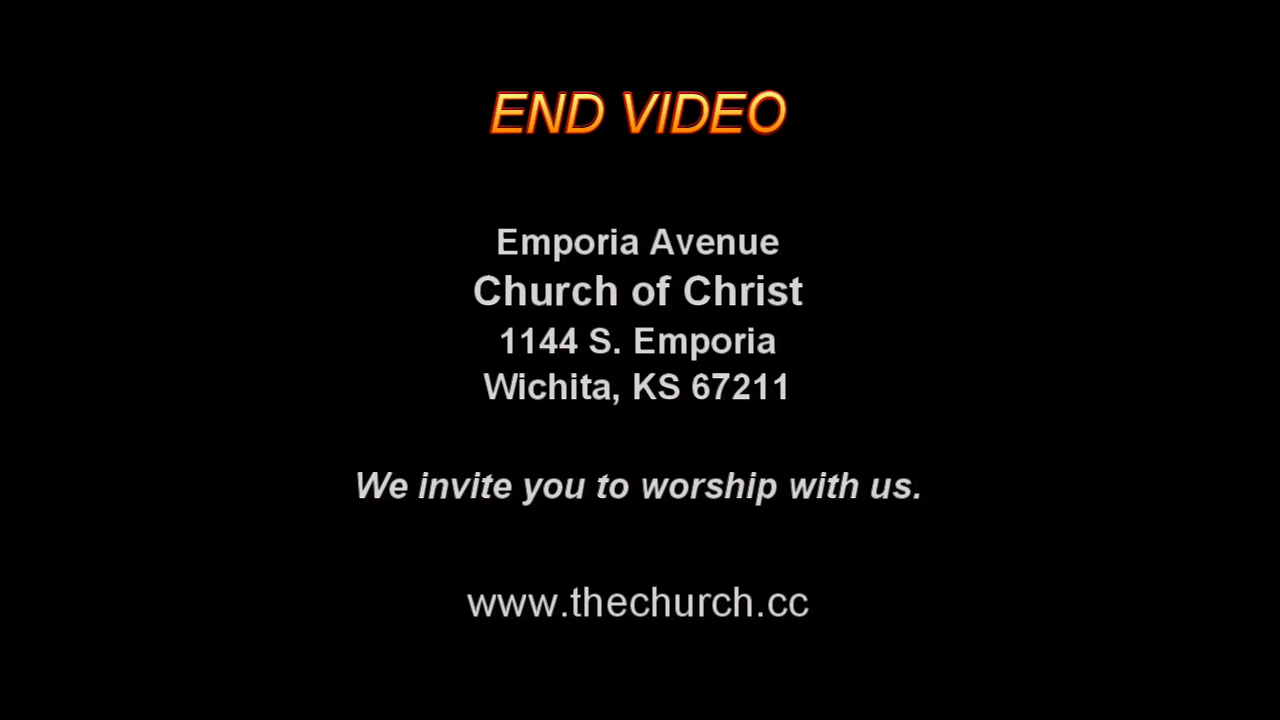 END VIDEO
Emporia Avenue
Church of Christ
1144 S. Emporia
Wichita, KS 67211
We invite you to worship with us.
www.thechurch.cc